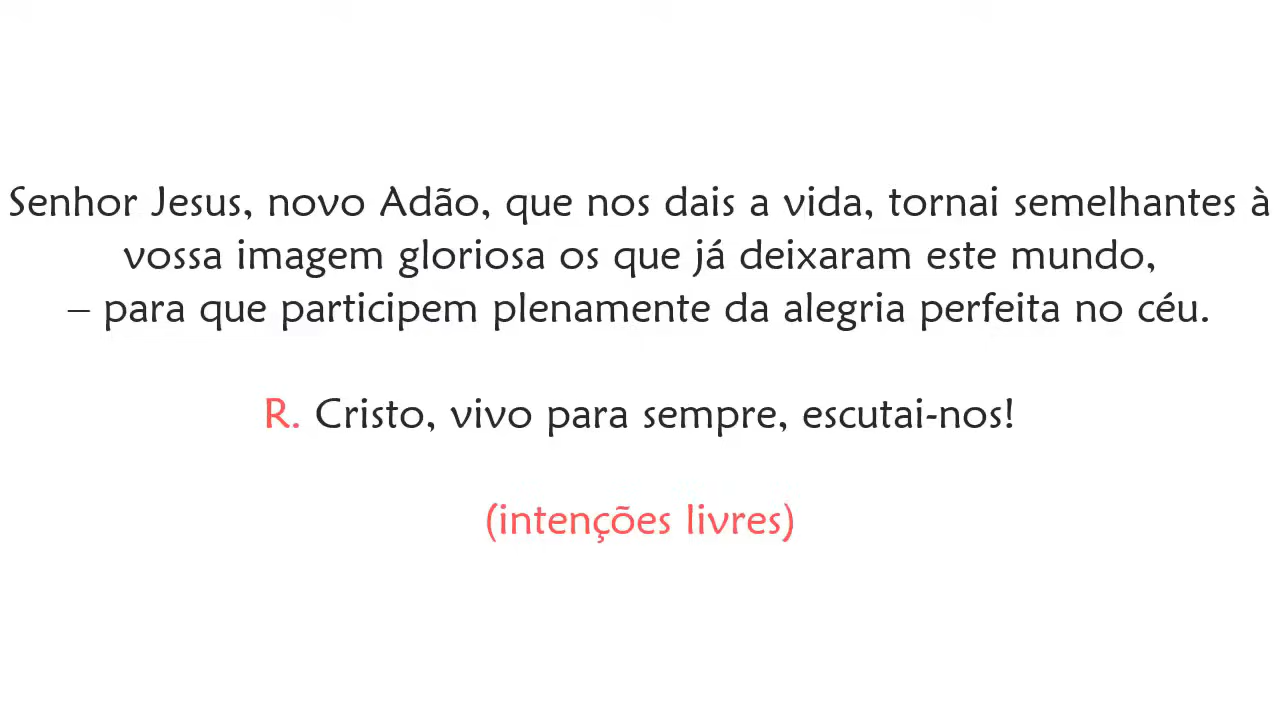 Senhor Jesus, novo Adão, que nos dais a vida, tornai semelhantes à
vossa imagem gloriosa os que já deixaram este mundo,
– para que participem plenamente da alegria perfeita no céu.
R. Cristo, vivo para sempre, escutai-nos!
(intenções livres)